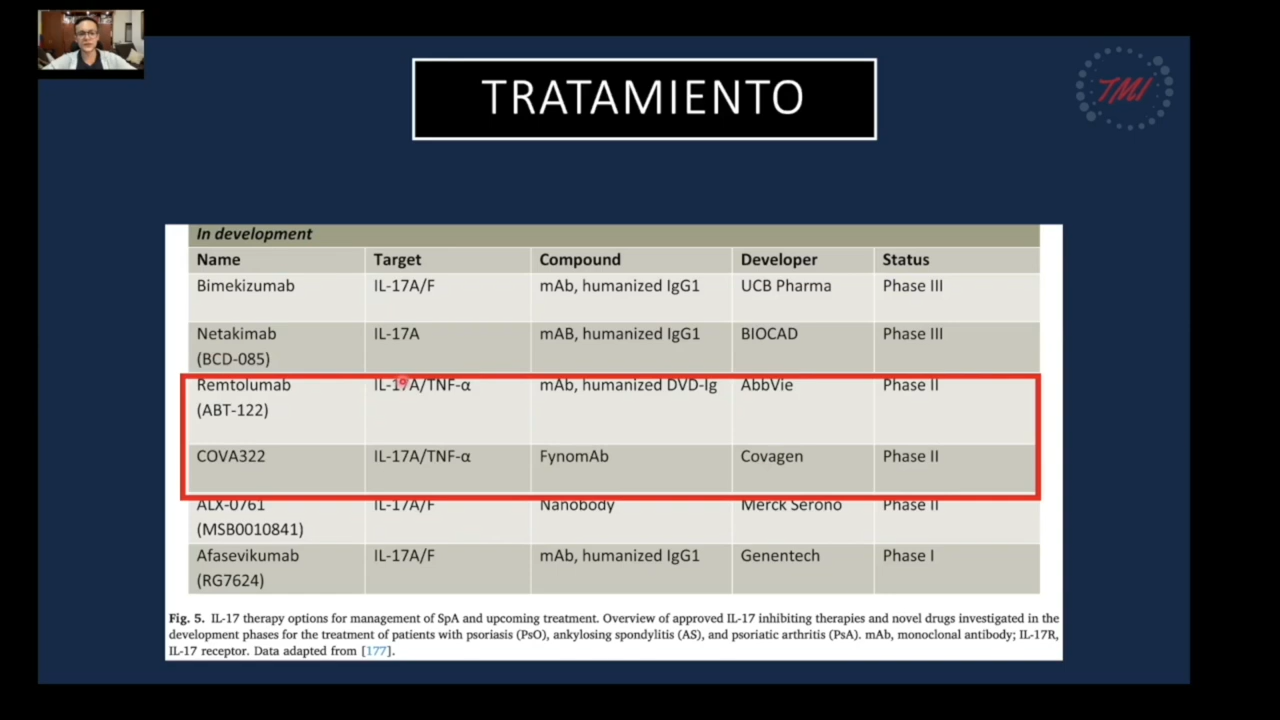 TRATAMIENTO
TMI
In development
Name Target Compound Developer Status
Bimekizumab IL-17A/F mAb, humanized IgG1 UCB Pharma Phase III
Netakimab IL-17A mAB, humanized IgG1 BIOCAD Phase III
(BCD-085)
Remtolumab IL-17A/TNF-α mAb, humanized DVD-Ig AbbVie Phase II
(ABT-122)
COVA322 IL-17A/TNF-α FynomAb Covagen Phase II
ALX-0761 IL-17A/F Nanobody Merck Serono Phase II
(MSB0010841)
Afasevikumab IL-17A/F mAb, humanized IgG1 Genentech Phase I
(RG7624)
Fig. 5. IL-17 therapy options for management of SpA and upcoming treatment. Overview of approved IL-17 inhibiting therapies and novel drugs investigated in the
development phases for the treatment of patients with psoriasis (PsO), ankylosing spondylitis (AS), and psoriatic arthritis (PsA). mAb, monoclonal antibody; IL-17R,
IL-17 receptor. Data adapted from [177].